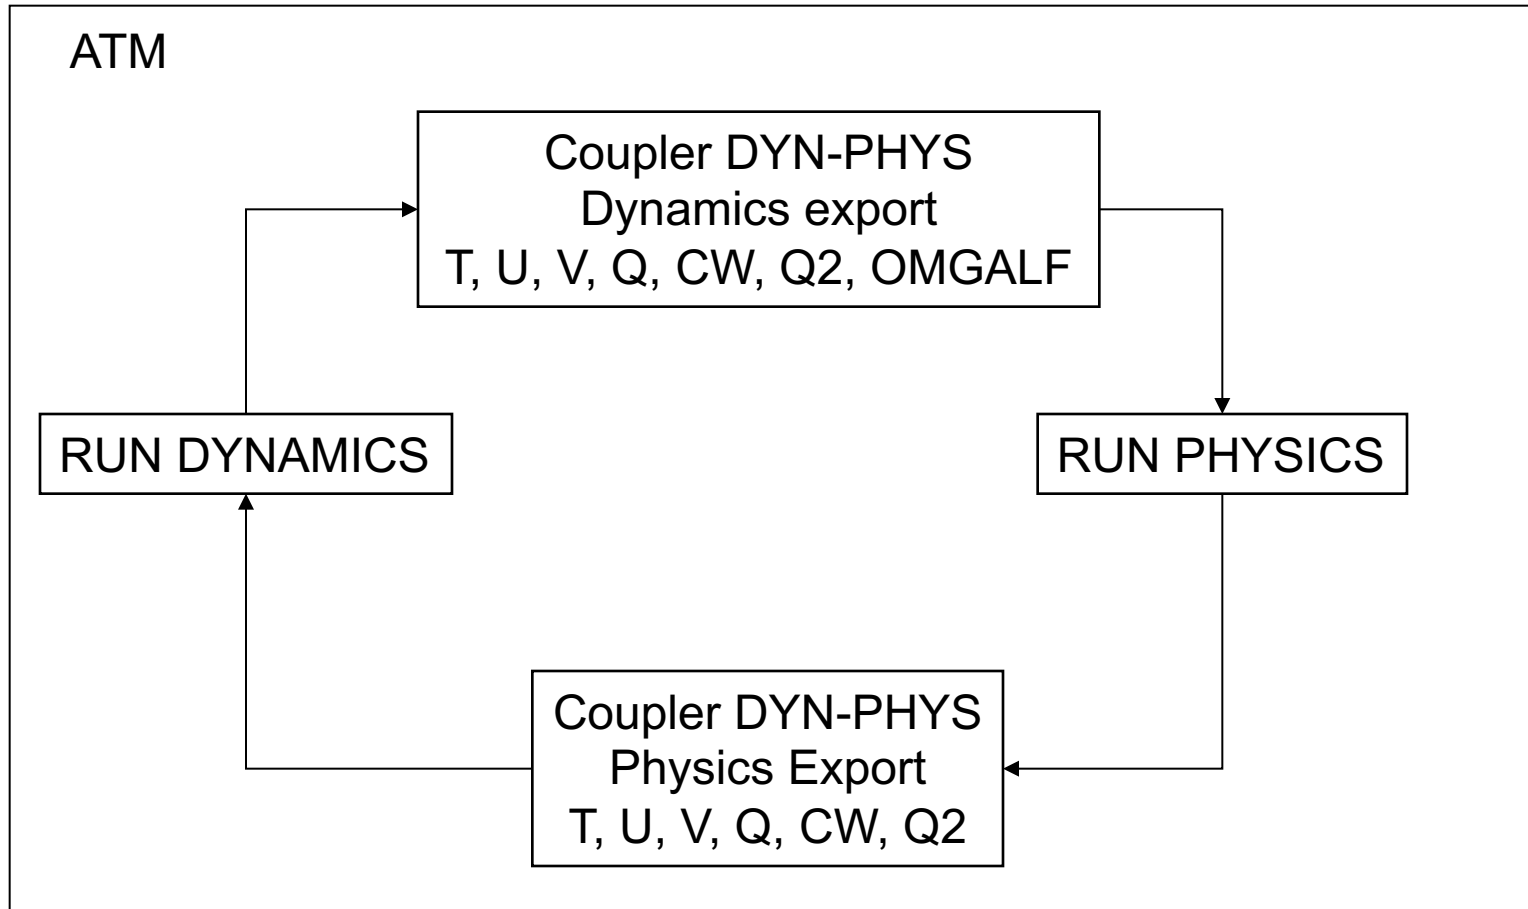 ATM
Coupler DYN-PHYS
Dynamics export
T, U, V, Q, CW, Q2, OMGALF
RUN DYNAMICS
RUN PHYSICS
Coupler DYN-PHYS
Physics Export
T, U, V, Q, CW, Q2